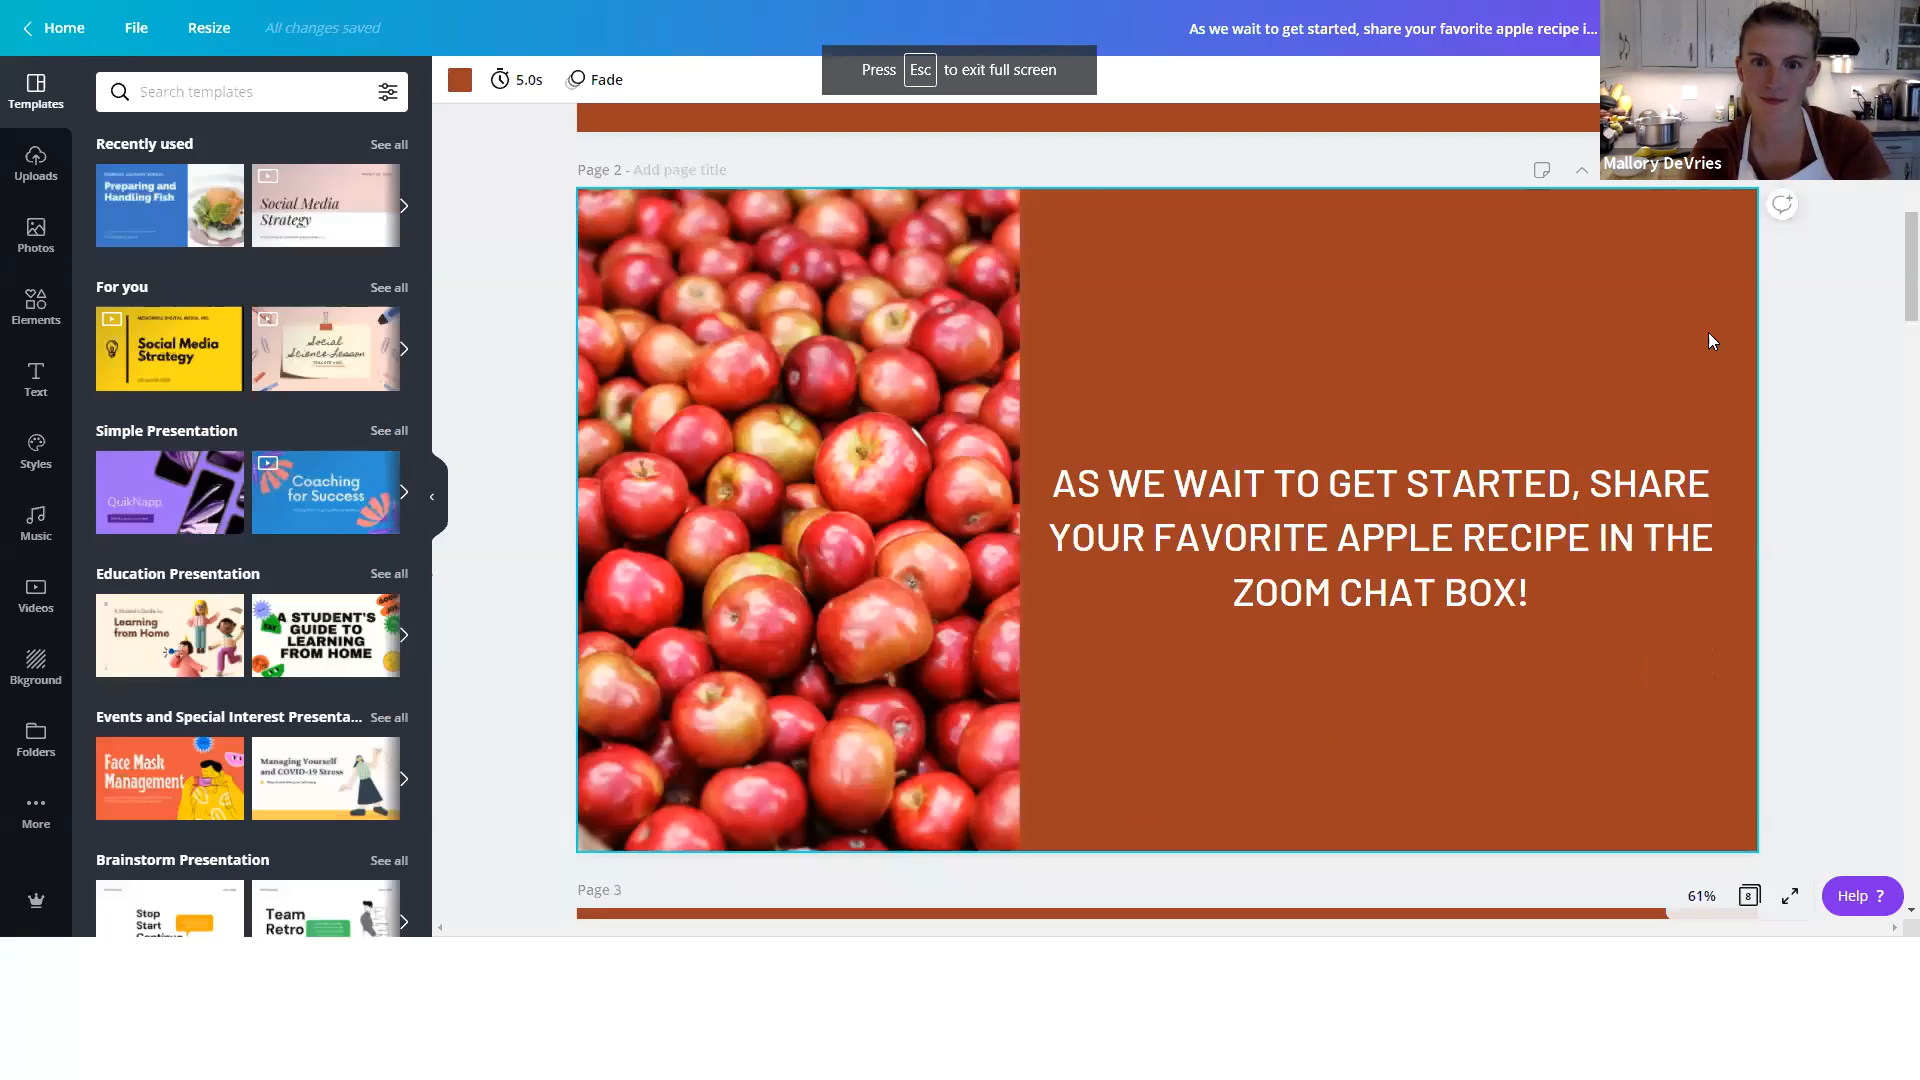 Home
File
Resize
All changes saved
As we wait to get started, share your favorite apple recipe i...
Press Esc to exit full screen
5.0s
Fade
Mallory DeVries
Templates
Uploads
Photos
Elements
Text
Styles
Music
Videos
Bkground
Folders
More
Search templates
Recently used
See all
Preparing and
Handling Fish
Social Media
Strategy
For you
See all
Social Media
Strategy
Social
Science Lesson
Simple Presentation
See all
QuikNapp
Coaching
for Success
Education Presentation
See all
Learning
from Home
A STUDENT'S
GUIDE TO
LEARNING
FROM HOME
Events and Special Interest Presenta...
See all
Face Mask
Management
Managing Yourself
and COVID-19 Stress
Brainstorm Presentation
See all
Stop
Start
Continue
Team
Retro
Page 2 - Add page title
AS WE WAIT TO GET STARTED, SHARE
YOUR FAVORITE APPLE RECIPE IN THE
ZOOM CHAT BOX!
Page 3
61%
8
Help ?